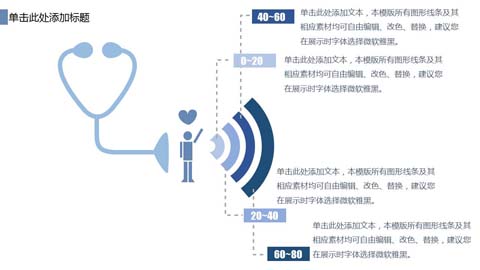 单击此处添加标题
40~60
单击此处添加文本，本模版所有图形线条及其
相应素材均可自由编辑、改色、替换，建议您
在展示时字体选择微软雅黑。
0~20
单击此处添加文本，本模版所有图形线条及其
相应素材均可自由编辑、改色、替换，建议您
在展示时字体选择微软雅黑。
单击此处添加文本，本模版所有图形线条及其
相应素材均可自由编辑、改色、替换，建议您
在展示时字体选择微软雅黑。
20~40
单击此处添加文本，本模版所有图形线条及其
相应素材均可自由编辑、改色、替换，建议您
在展示时字体选择微软雅黑。
60~80